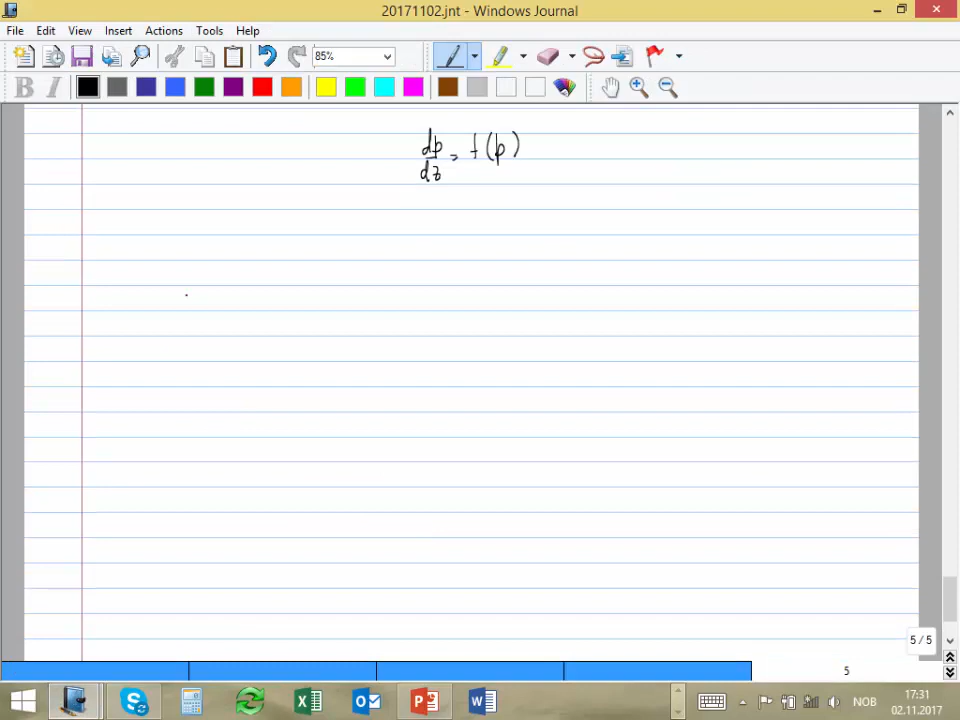 20171102.jnt - Windows Journal
File Edit View Insert Actions Tools Help
85%
B I
dp/dz = f(p)
5 / 5
5
NOB
17:31
02.11.2017